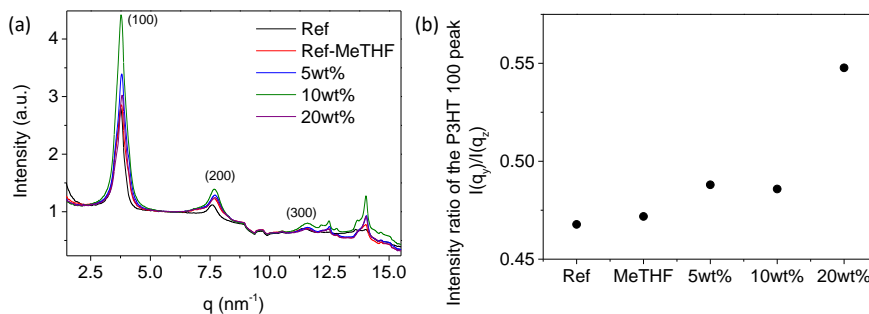 (a)
(100)
(200)
(300)
Ref
Ref-MeTHF
5wt%
10wt%
20wt%
4
3
2
1
Intensity (a.u.)
2.5 5.0 7.5 10.0 12.5 15.0
q (nm⁻¹)
(b)
Intensity ratio of the P3HT 100 peak
I(q_y)/I(q_z)
0.55
0.50
0.45
Ref MeTHF 5wt% 10wt% 20wt%